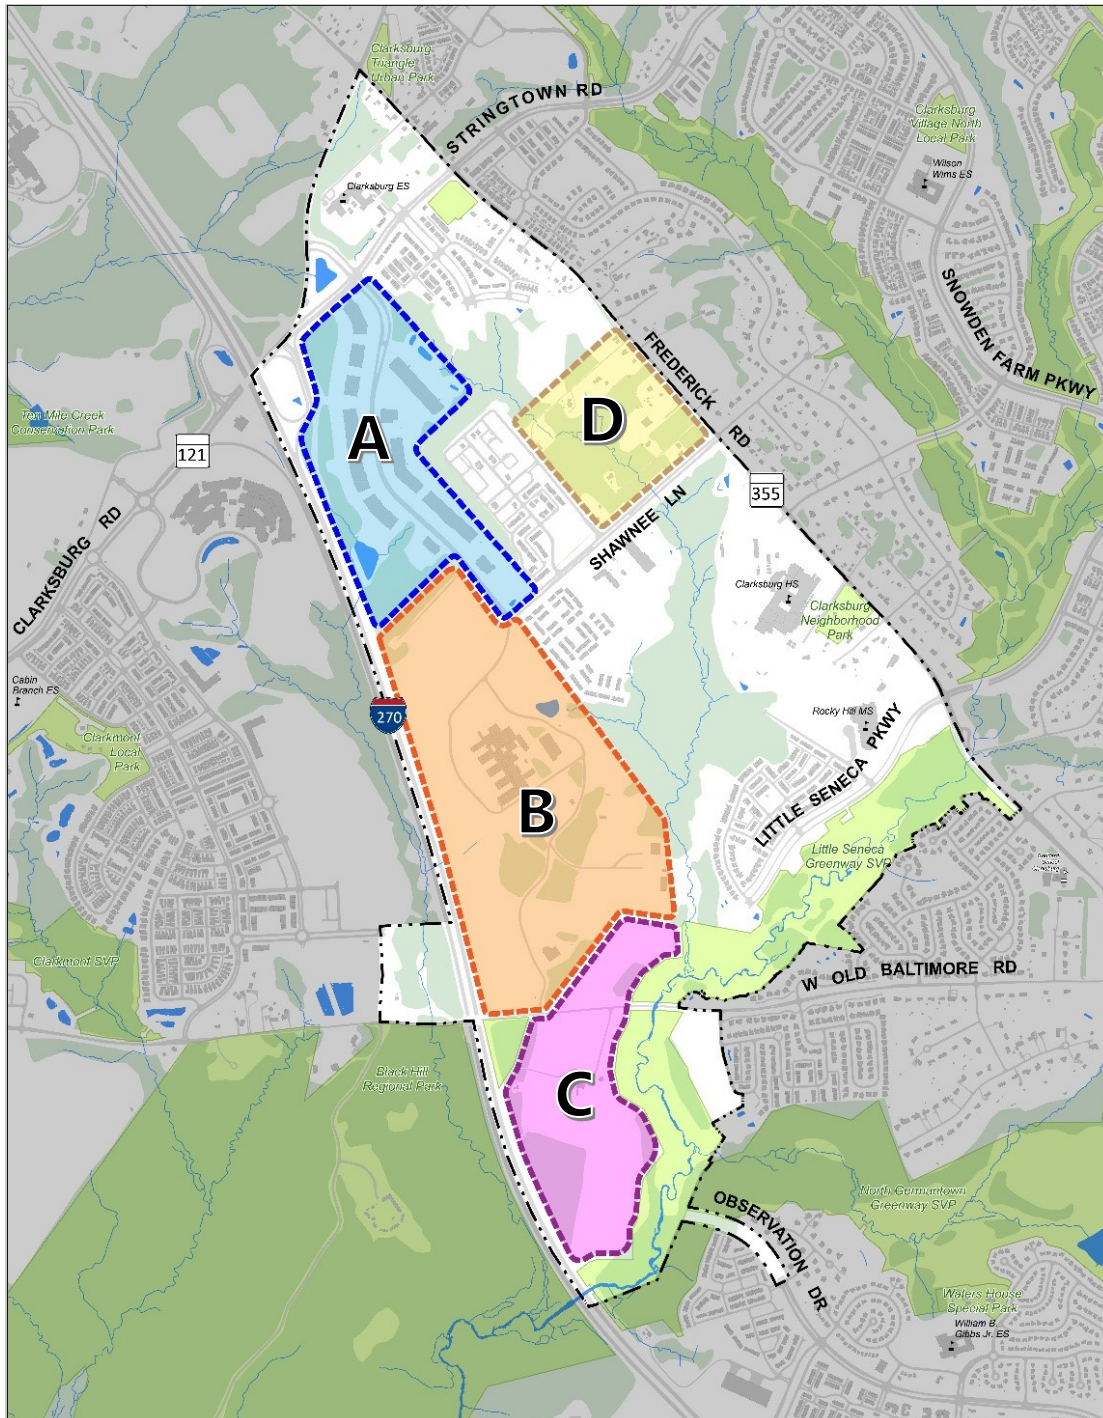 Clarksburg
Triangle
Urban Park
STRINGTOWN RD
Clarksburg
Village North
Local Park
Wilson
Wims ES
Clarksburg ES
SNOWDEN FARM PKWY
FREDERICK RD
Ten Mile Creek
Conservation Park
A
D
121
355
SHAWNEE LN
CLARKSBURG RD
Clarksburg HS
Clarksburg
Neighborhood
Park
Cabin
Branch ES
270
Rocky Hill MS
Clarkmont
Local
Park
LITTLE SENECA PKWY
B
Little Seneca
Greenway SVP
Clarkmont SVP
W OLD BALTIMORE RD
Black Hill
Regional Park
C
North Germantown
Greenway SVP
OBSERVATION DR
Waters House
Special Park
William B.
Gibbs Jr. ES